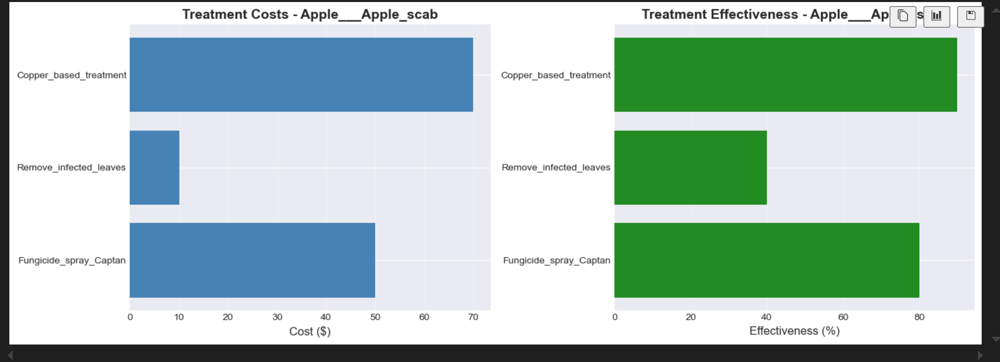 Treatment Costs - Apple___Apple_scab
Copper_based_treatment
Remove_infected_leaves
Fungicide_spray_Captan
0 10 20 30 40 50 60 70
Cost ($)
Treatment Effectiveness - Apple___Ap s
Copper_based_treatment
Remove_infected_leaves
Fungicide_spray_Captan
0 20 40 60 80
Effectiveness (%)